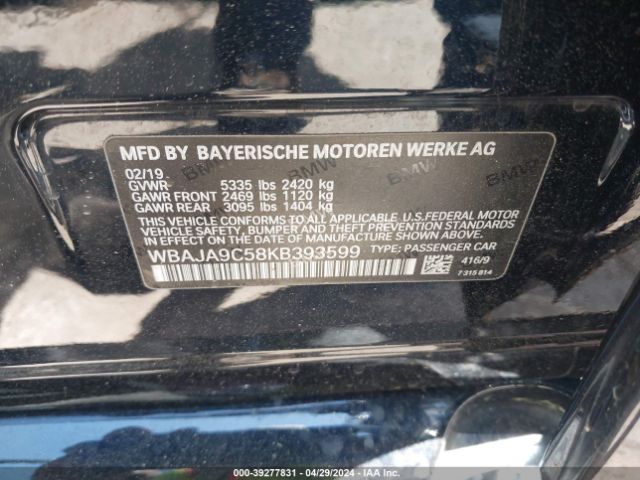 MFD BY BAYERISCHE MOTOREN WERKE AG
02/19
GVWR 5335 lbs 2420 kg
GAWR FRONT 2469 lbs 1120 kg
GAWR REAR 3095 lbs 1404 kg
THIS VEHICLE CONFORMS TO ALL APPLICABLE U.S.FEDERAL MOTOR
VEHICLE SAFETY, BUMPER, AND THEFT PREVENTION STANDARDS
IN EFFECT ON THE DATE OF MANUFACTURE SHOWN ABOVE.
WBAJA9C58KB393599 TYPE: PASSENGER CAR
416/9
7 315 814
000-39277831 - 04/29/2024 - IAA Inc.